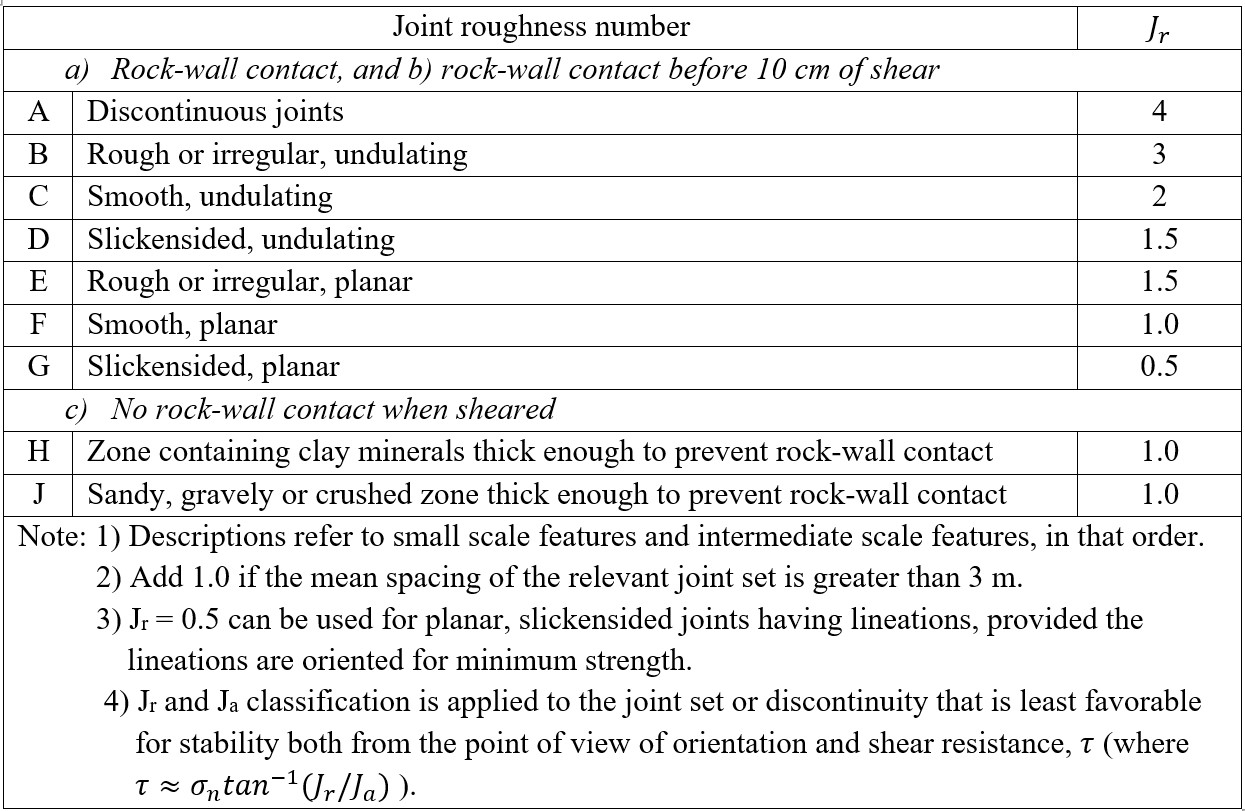 Joint roughness number J_r
a) Rock-wall contact, and b) rock-wall contact before 10 cm of shear
A Discontinuous joints 4
B Rough or irregular, undulating 3
C Smooth, undulating 2
D Slickensided, undulating 1.5
E Rough or irregular, planar 1.5
F Smooth, planar 1.0
G Slickensided, planar 0.5
c) No rock-wall contact when sheared
H Zone containing clay minerals thick enough to prevent rock-wall contact 1.0
J Sandy, gravely or crushed zone thick enough to prevent rock-wall contact 1.0
Note: 1) Descriptions refer to small scale features and intermediate scale features, in that order.
2) Add 1.0 if the mean spacing of the relevant joint set is greater than 3 m.
3) Jr = 0.5 can be used for planar, slickensided joints having lineations, provided the
lineations are oriented for minimum strength.
4) Jr and Ja classification is applied to the joint set or discontinuity that is least favorable
for stability both from the point of view of orientation and shear resistance, τ (where
τ ≈ σ_n tan⁻¹(J_r/J_a) ).